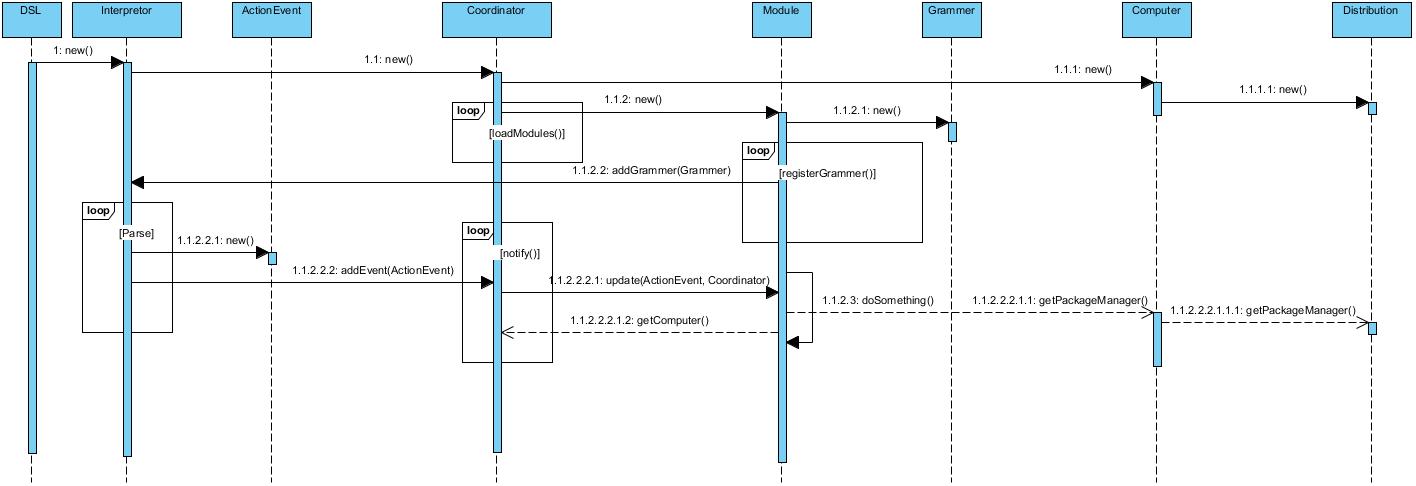 DSL
Interpretor
ActionEvent
Coordinator
Module
Grammer
Computer
Distribution
1: new()
1.1: new()
1.1.1: new()
1.1.1.1: new()
loop
1.1.2: new()
1.1.2.1: new()
[loadModules()]
loop
1.1.2.2: addGrammer(Grammer)
[registerGrammer()]
loop
[Parse]
1.1.2.2.1: new()
loop
[notify()]
1.1.2.2.2: addEvent(ActionEvent)
1.1.2.2.2.1: update(ActionEvent, Coordinator)
1.1.2.3: doSomething()
1.1.2.2.2.1.1: getPackageManager()
1.1.2.2.2.1.1.1: getPackageManager()
1.1.2.2.2.1.2: getComputer()